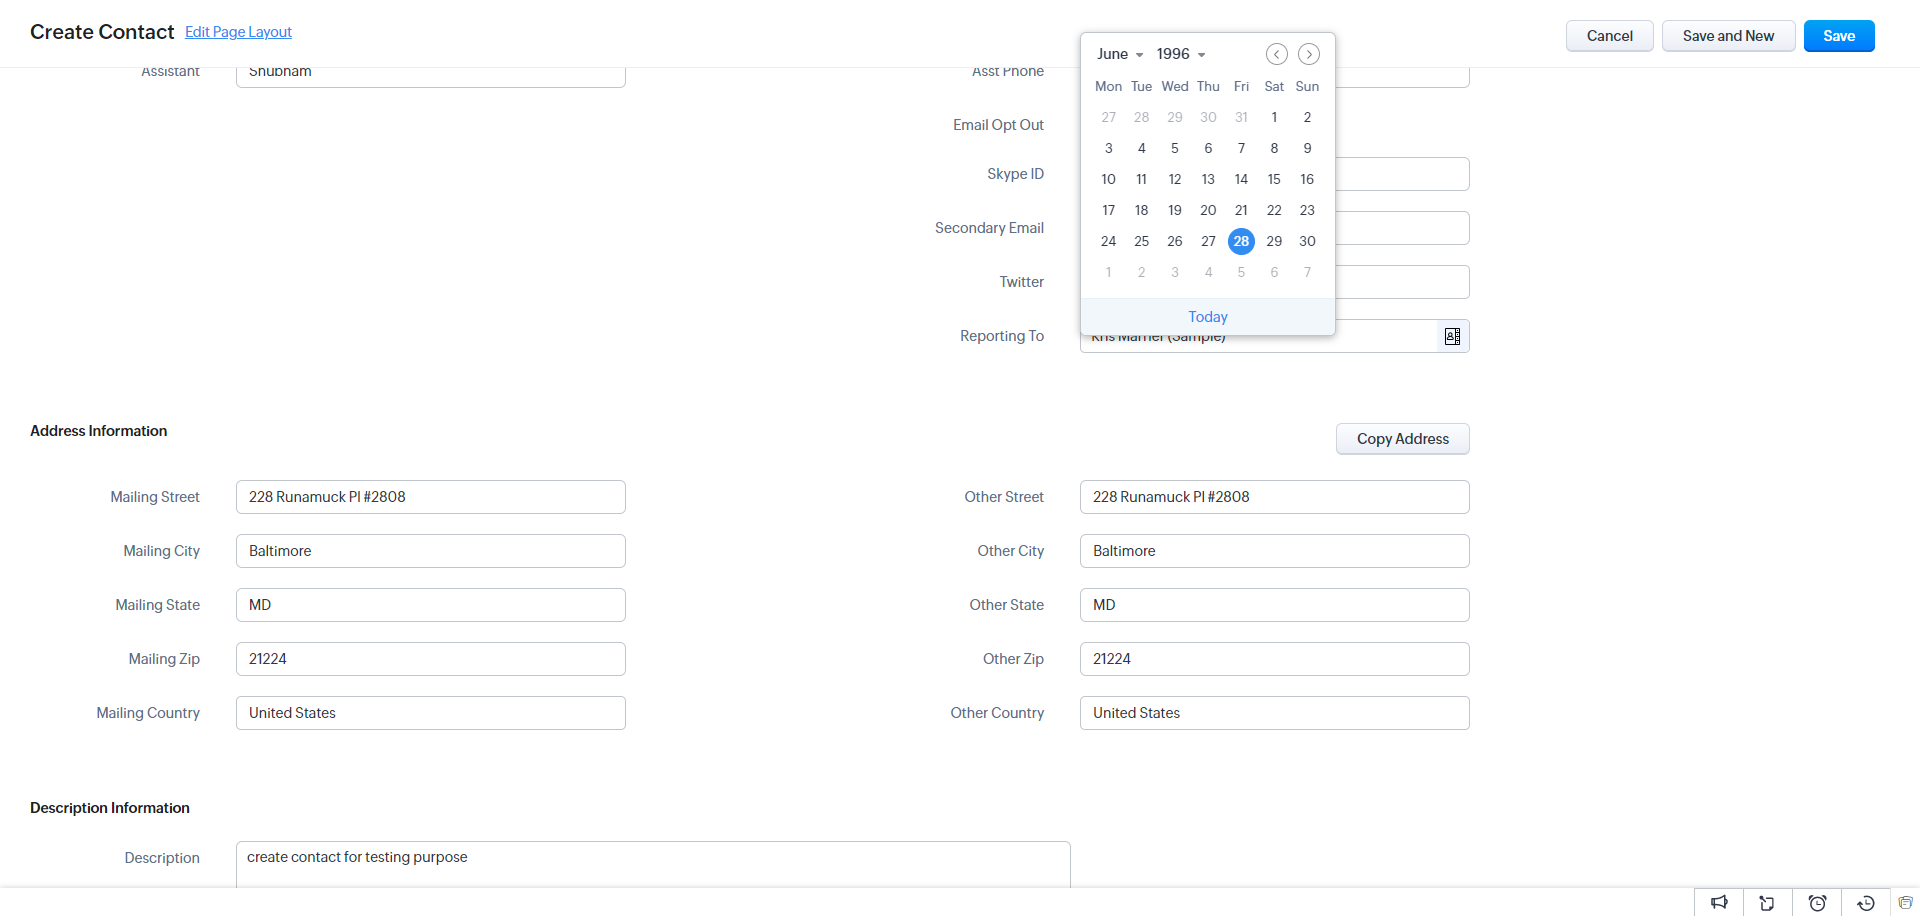 Create Contact Edit Page Layout
Cancel
Save and New
Save
June 1996
Mon Tue Wed Thu Fri Sat Sun
27 28 29 30 31 1 2
3 4 5 6 7 8 9
10 11 12 13 14 15 16
17 18 19 20 21 22 23
24 25 26 27 28 29 30
1 2 3 4 5 6 7
Today
Assistant Shubham
Asst Phone
Email Opt Out
Skype ID
Secondary Email
Twitter
Reporting To Kris Marrier (Sample)
Address Information
Copy Address
Mailing Street 228 Runamuck Pl #2808
Other Street 228 Runamuck Pl #2808
Mailing City Baltimore
Other City Baltimore
Mailing State MD
Other State MD
Mailing Zip 21224
Other Zip 21224
Mailing Country United States
Other Country United States
Description Information
Description create contact for testing purpose